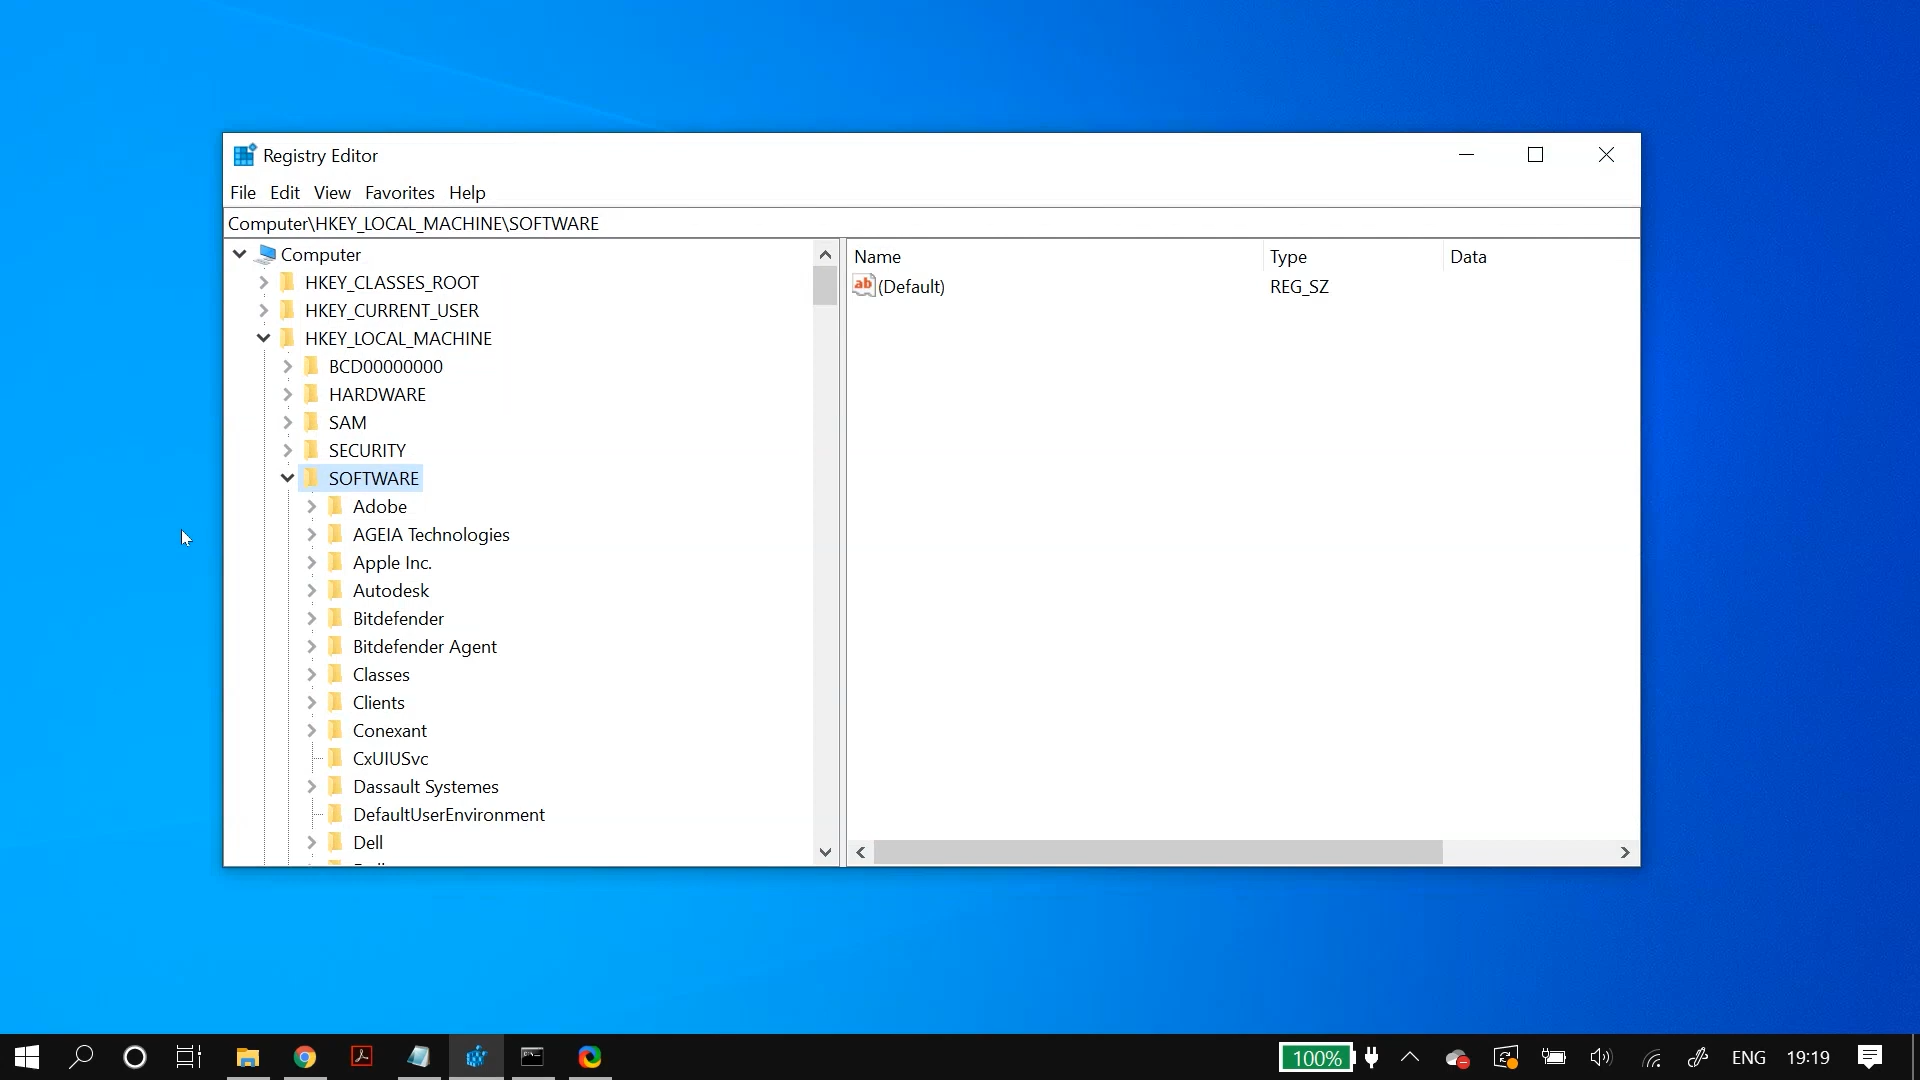 Registry Editor
File Edit View Favorites Help
Computer\HKEY_LOCAL_MACHINE\SOFTWARE
Computer
HKEY_CLASSES_ROOT
HKEY_CURRENT_USER
HKEY_LOCAL_MACHINE
BCD00000000
HARDWARE
SAM
SECURITY
SOFTWARE
Adobe
AGEIA Technologies
Apple Inc.
Autodesk
Bitdefender
Bitdefender Agent
Classes
Clients
Conexant
CxUIUSvc
Dassault Systemes
DefaultUserEnvironment
Dell
Name Type Data
ab (Default) REG_SZ
100% ENG 19:19